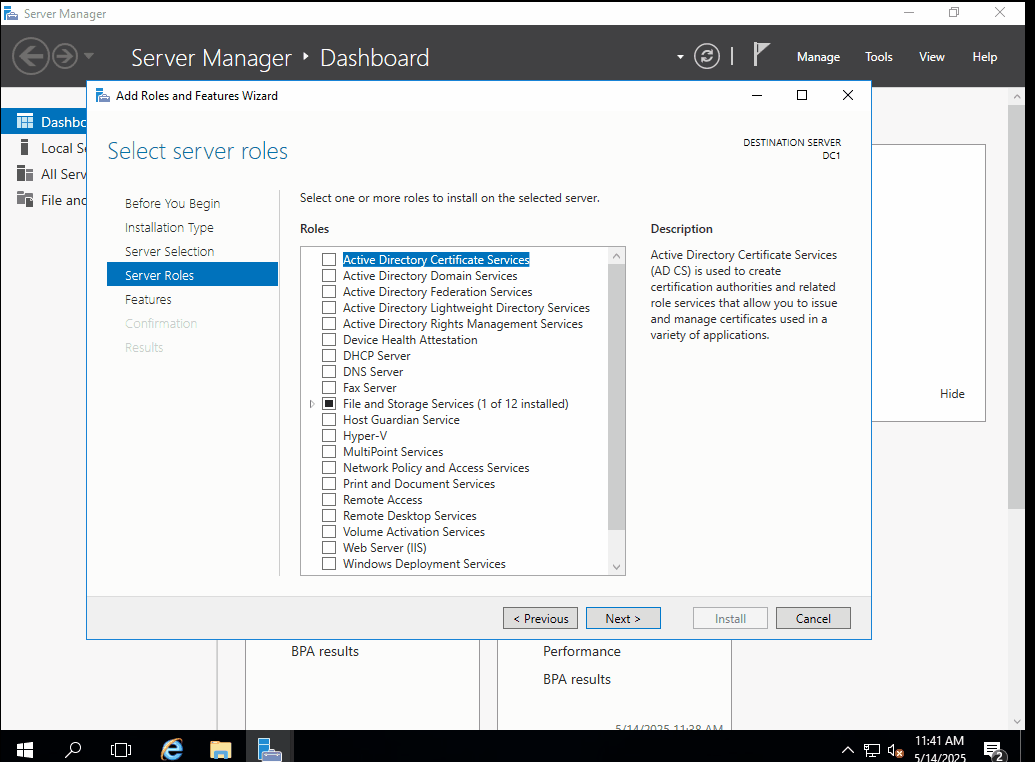 Server Manager
Server Manager ‣ Dashboard
Manage Tools View Help
Add Roles and Features Wizard
Select server roles
DESTINATION SERVER
DC1
Dashbo
Local Se
All Serv
File and
Before You Begin
Installation Type
Server Selection
Server Roles
Features
Confirmation
Results
Select one or more roles to install on the selected server.
Roles
Active Directory Certificate Services
Active Directory Domain Services
Active Directory Federation Services
Active Directory Lightweight Directory Services
Active Directory Rights Management Services
Device Health Attestation
DHCP Server
DNS Server
Fax Server
File and Storage Services (1 of 12 installed)
Host Guardian Service
Hyper-V
MultiPoint Services
Network Policy and Access Services
Print and Document Services
Remote Access
Remote Desktop Services
Volume Activation Services
Web Server (IIS)
Windows Deployment Services
Description
Active Directory Certificate Services
(AD CS) is used to create
certification authorities and related
role services that allow you to issue
and manage certificates used in a
variety of applications.
Hide
< Previous
Next >
Install
Cancel
BPA results
Performance
BPA results
5/14/2025 11:38 AM
11:41 AM
5/14/2025
2